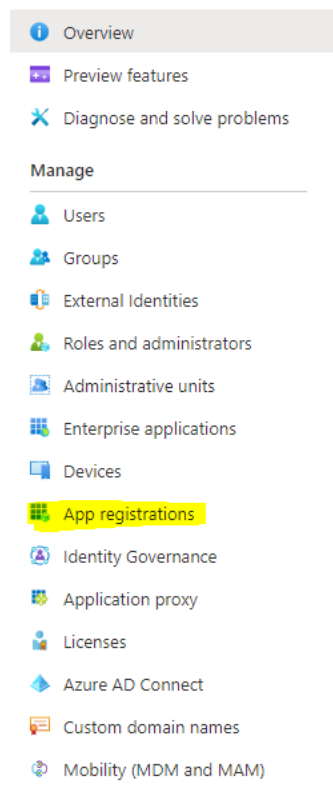 Overview
Preview features
Diagnose and solve problems
Manage
Users
Groups
External Identities
Roles and administrators
Administrative units
Enterprise applications
Devices
App registrations
Identity Governance
Application proxy
Licenses
Azure AD Connect
Custom domain names
Mobility (MDM and MAM)